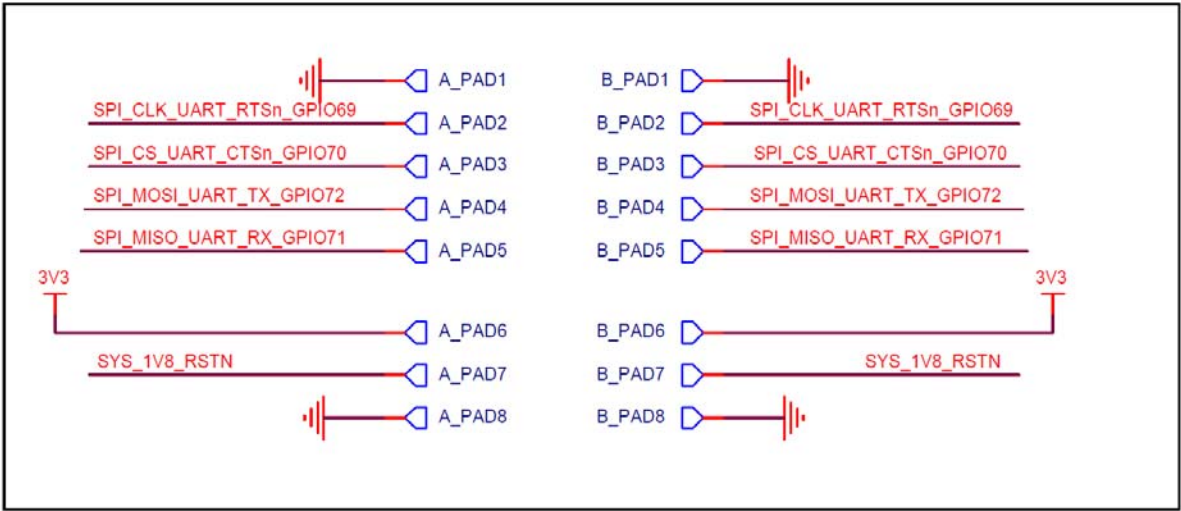 A_PAD1 B_PAD1
SPI_CLK_UART_RTSn_GPIO69 A_PAD2 B_PAD2 SPI_CLK_UART_RTSn_GPIO69
SPI_CS_UART_CTSn_GPIO70 A_PAD3 B_PAD3 SPI_CS_UART_CTSn_GPIO70
SPI_MOSI_UART_TX_GPIO72 A_PAD4 B_PAD4 SPI_MOSI_UART_TX_GPIO72
SPI_MISO_UART_RX_GPIO71 A_PAD5 B_PAD5 SPI_MISO_UART_RX_GPIO71
3V3 3V3
A_PAD6 B_PAD6
SYS_1V8_RSTN A_PAD7 B_PAD7 SYS_1V8_RSTN
A_PAD8 B_PAD8